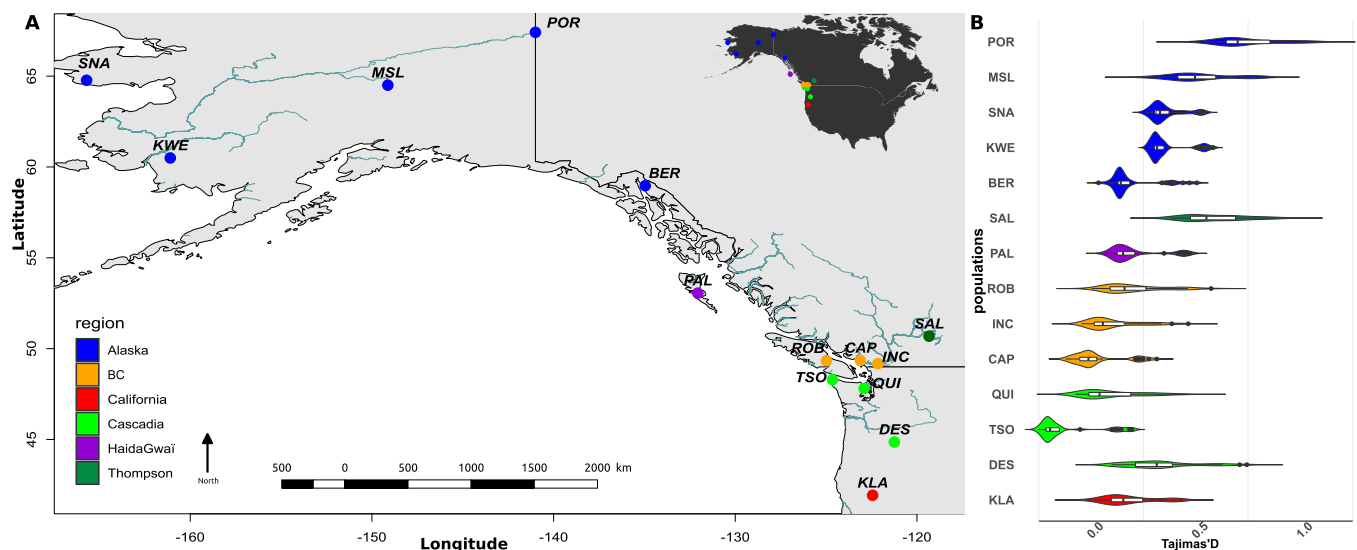 A
POR
SNA
MSL
KWE
BER
PAL
SAL
ROB
CAP
INC
TSO
QUI
DES
KLA
65
60
55
50
45
Latitude
region
Alaska
BC
California
Cascadia
HaidaGwaï
Thompson
North
500 0 500 1000 1500 2000 km
-160 -150 -140 -130 -120
Longitude
B
POR
MSL
SNA
KWE
BER
SAL
PAL
ROB
INC
CAP
QUI
TSO
DES
KLA
populations
0.0 0.5 1.0
Tajimas'D